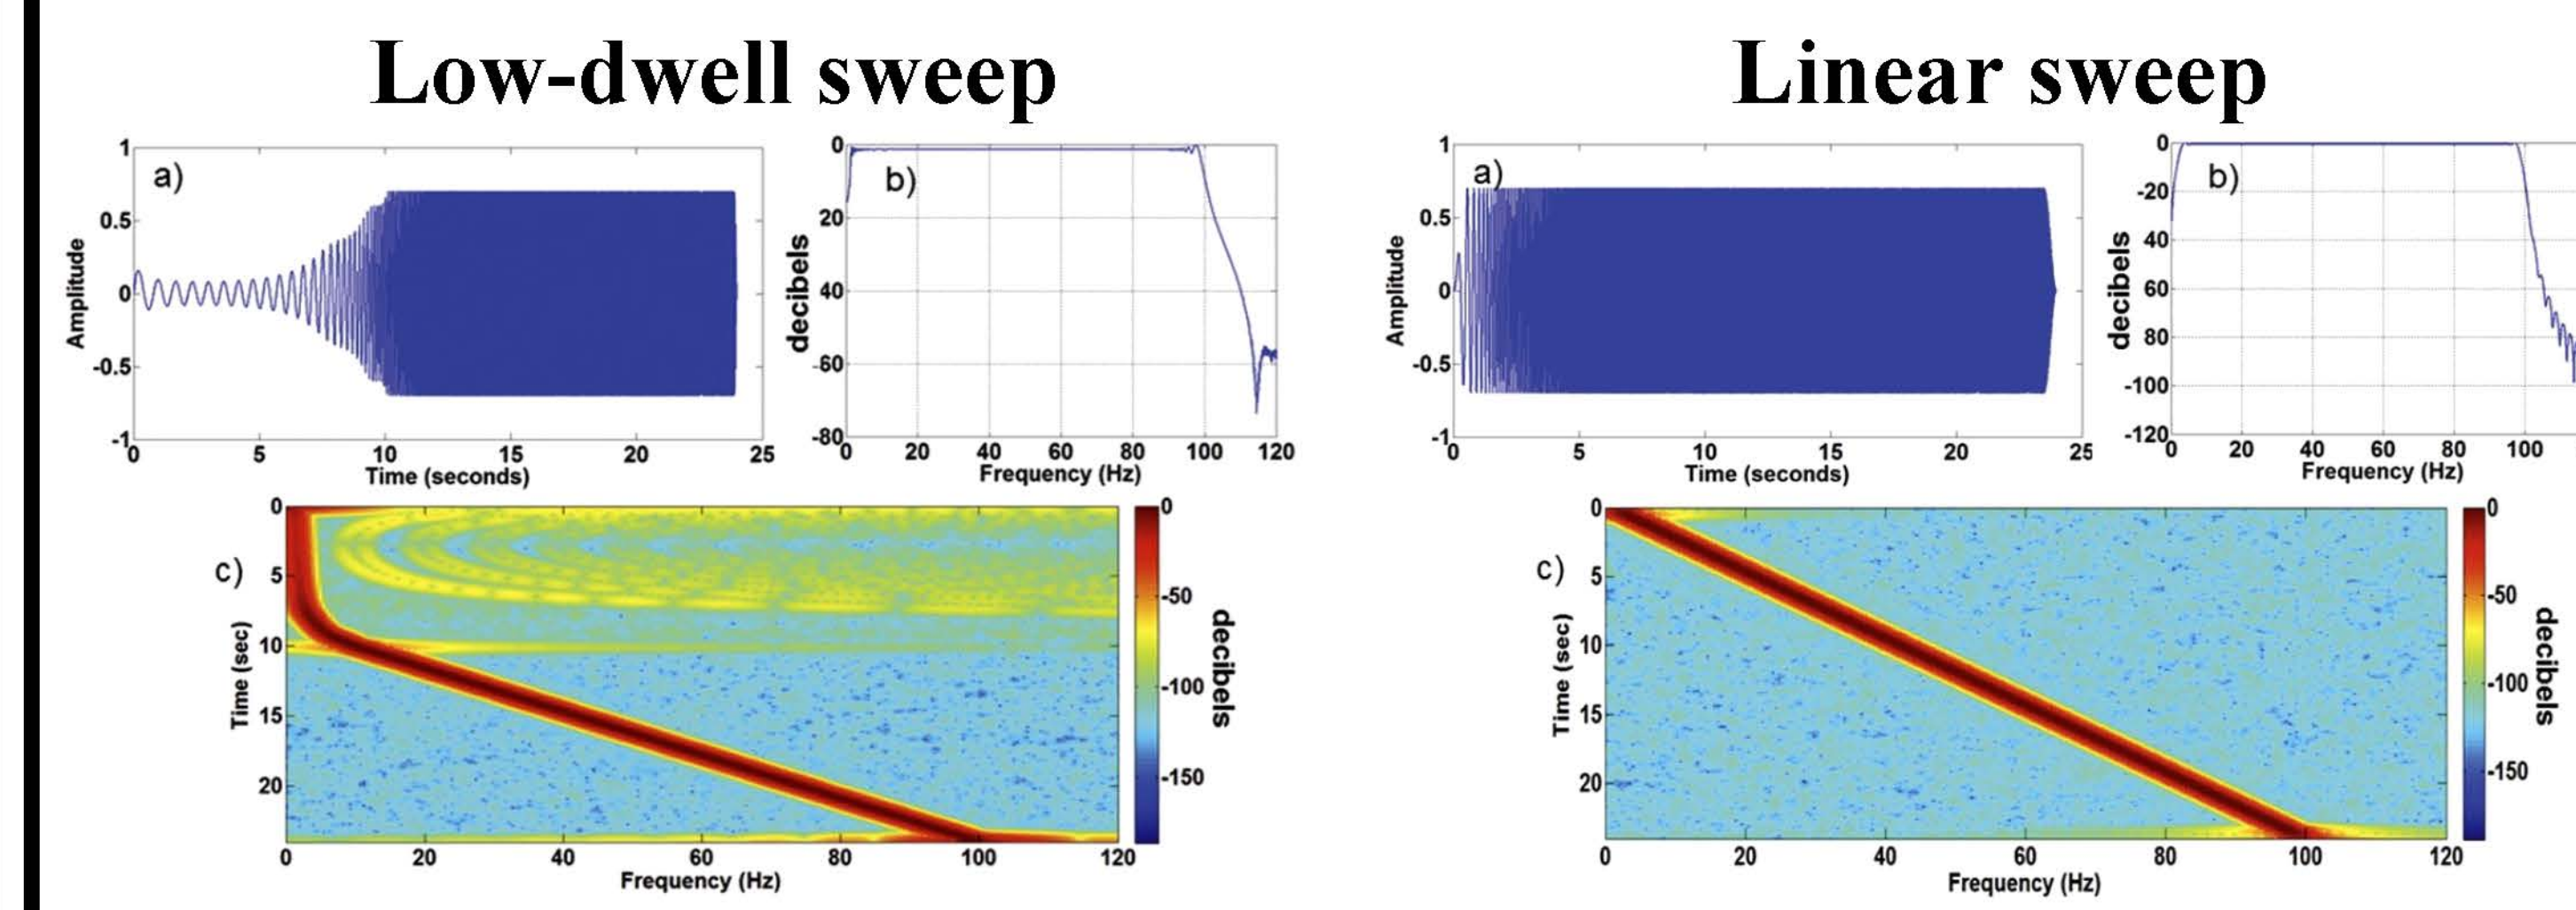 Low-dwell sweep
Linear sweep
a)
1
0.5
0
-0.5
-1
Amplitude
0 5 10 15 20 25
Time (seconds)
b)
0
20
40
-60
-80
decibels
0 20 40 60 80 100 120
Frequency (Hz)
a)
1
0.5
0
-0.5
-1
Amplitude
0 5 10 15 20 25
Time (seconds)
b)
0
-20
40
60
80
-100
-120
decibels
0 20 40 60 80 100
Frequency (Hz)
c)
0
5
10
15
20
Time (sec)
0 20 40 60 80 100 120
Frequency (Hz)
0
-50
-100
-150
decibels
c)
0
5
10
15
20
Time (sec)
0 20 40 60 80 100 120
Frequency (Hz)
0
-50
-100
-150
decibels